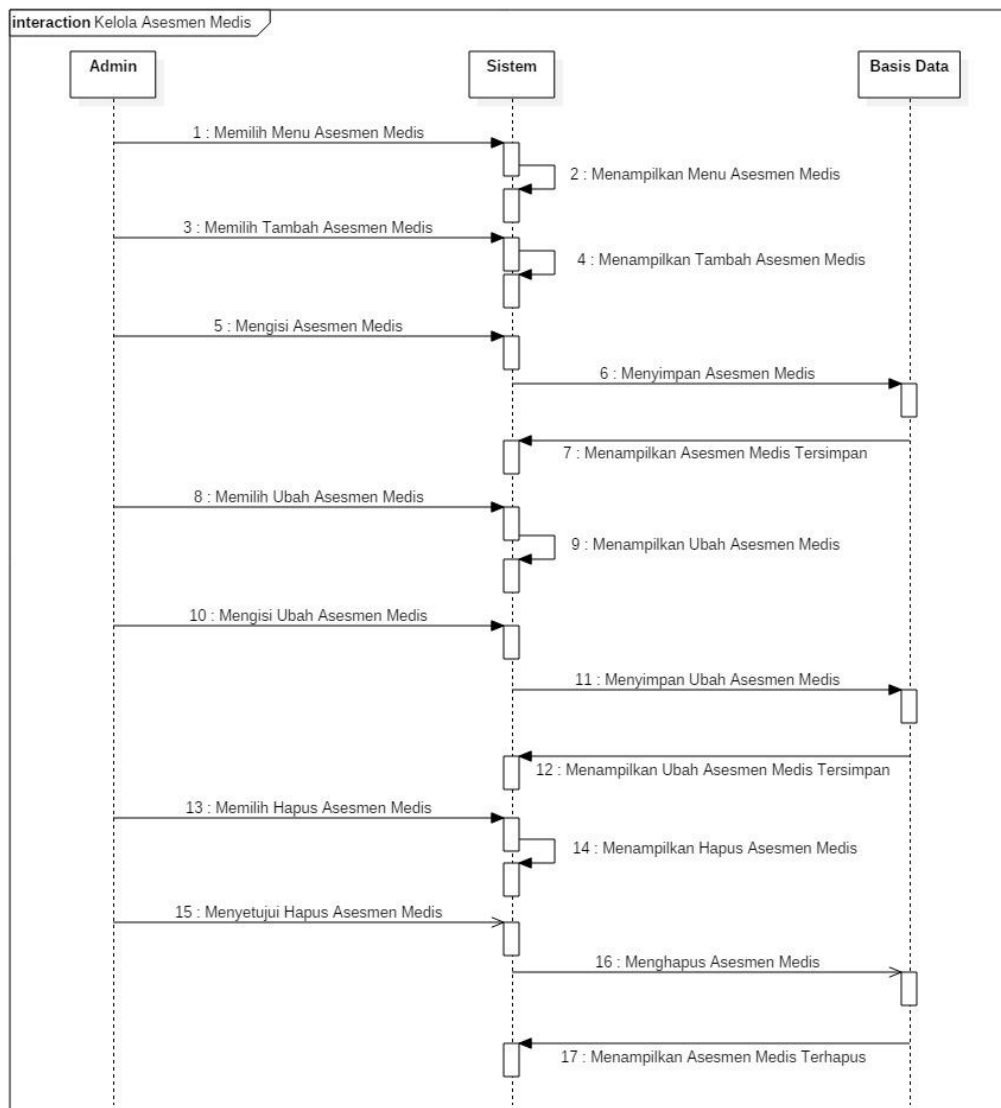 interaction Kelola Asesmen Medis
Admin
Sistem
Basis Data
1 : Memilih Menu Asesmen Medis
2 : Menampilkan Menu Asesmen Medis
3 : Memilih Tambah Asesmen Medis
4 : Menampilkan Tambah Asesmen Medis
5 : Mengisi Asesmen Medis
6 : Menyimpan Asesmen Medis
7 : Menampilkan Asesmen Medis Tersimpan
8 : Memilih Ubah Asesmen Medis
9 : Menampilkan Ubah Asesmen Medis
10 : Mengisi Ubah Asesmen Medis
11 : Menyimpan Ubah Asesmen Medis
12 : Menampilkan Ubah Asesmen Medis Tersimpan
13 : Memilih Hapus Asesmen Medis
14 : Menampilkan Hapus Asesmen Medis
15 : Menyetujui Hapus Asesmen Medis
16 : Menghapus Asesmen Medis
17 : Menampilkan Asesmen Medis Terhapus